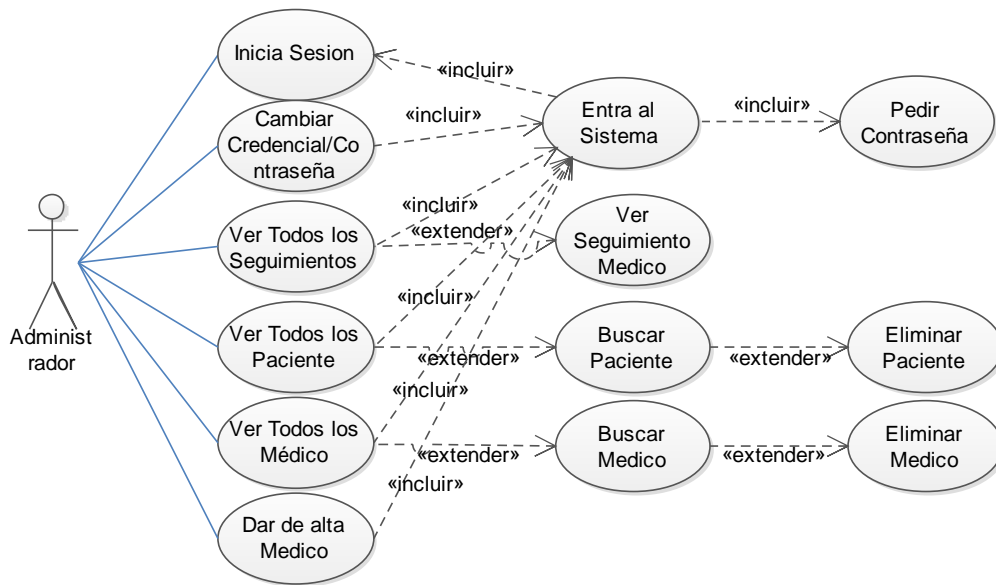 Inicia Sesion
«incluir»
Entra al
Sistema
«incluir»
Pedir
Contraseña
Cambiar
Credencial/Co
ntraseña
«incluir»
Administ
rador
Ver Todos los
Seguimientos
«incluir»
«extender»
Ver
Seguimiento
Medico
Ver Todos los
Paciente
«incluir»
«extender»
Buscar
Paciente
«extender»
Eliminar
Paciente
Ver Todos los
Médico
«incluir»
«extender»
Buscar
Medico
«extender»
Eliminar
Medico
Dar de alta
Medico
«incluir»